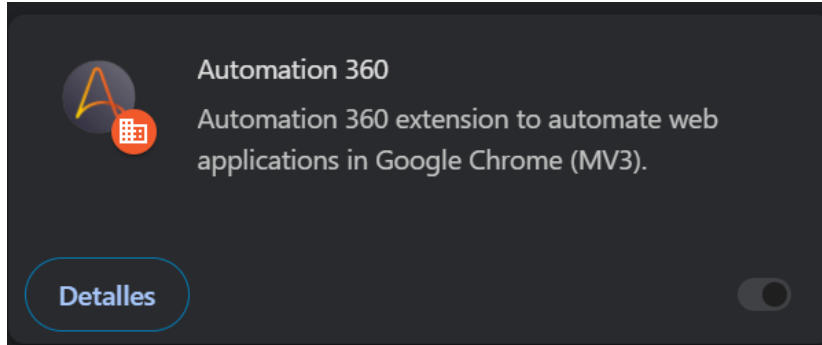 Automation 360
Automation 360 extension to automate web
applications in Google Chrome (MV3).
Detalles